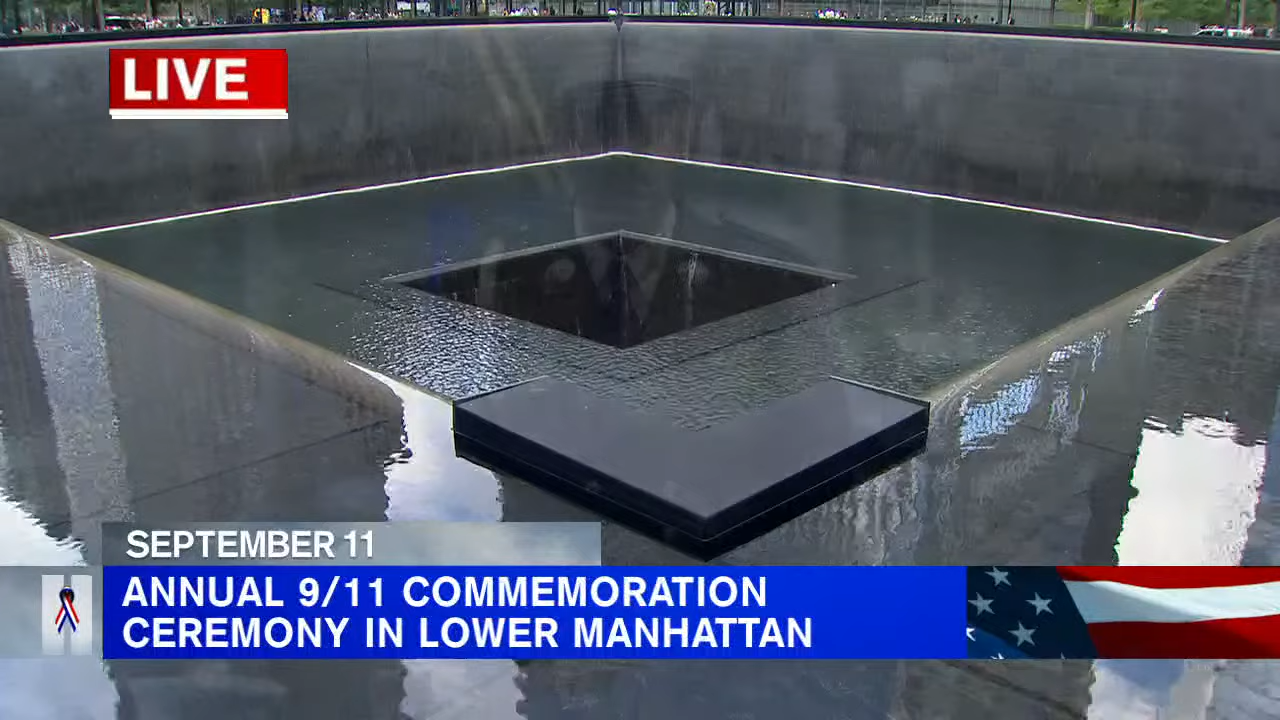 LIVE
SEPTEMBER 11
ANNUAL 9/11 COMMEMORATION
CEREMONY IN LOWER MANHATTAN